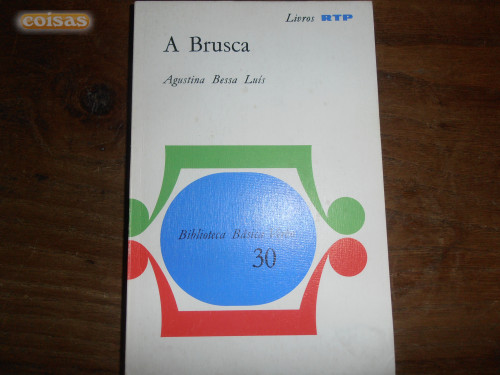 coisas
Livros RTP
A Brusca
Agustina Bessa Luís
Biblioteca Básica
30